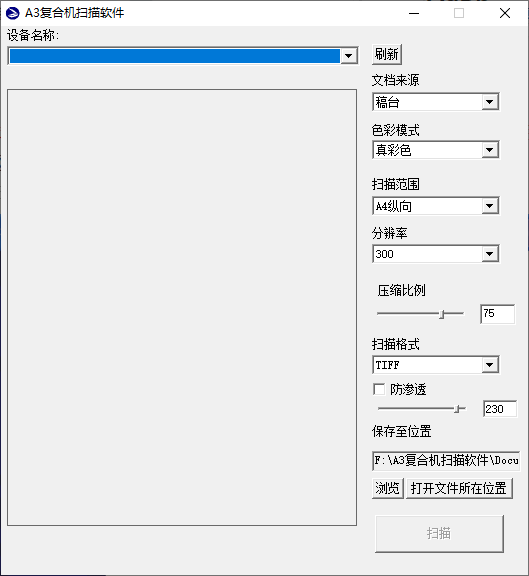 A3复合机扫描软件
设备名称:
刷新
文档来源
稿台
色彩模式
真彩色
扫描范围
A4纵向
分辨率
300
压缩比例
75
扫描格式
TIFF
防渗透
230
保存至位置
F:\A3复合机扫描软件\Docu
浏览 打开文件所在位置
扫描